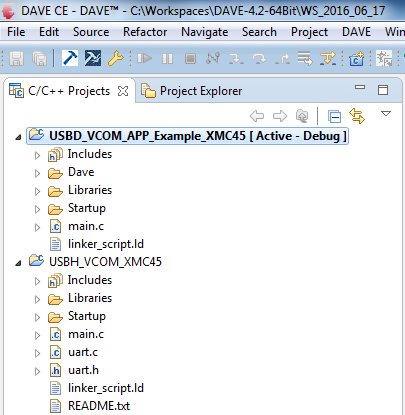 DAVE CE - DAVE™ - C:\Workspaces\DAVE-4.2-64Bit\WS_2016_06_17
File Edit Source Refactor Navigate Search Project DAVE Win
C/C++ Projects Project Explorer
USBD_VCOM_APP_Example_XMC45 [ Active - Debug ]
Includes
Dave
Libraries
Startup
main.c
linker_script.ld
USBH_VCOM_XMC45
Includes
Libraries
Startup
main.c
uart.c
uart.h
linker_script.ld
README.txt